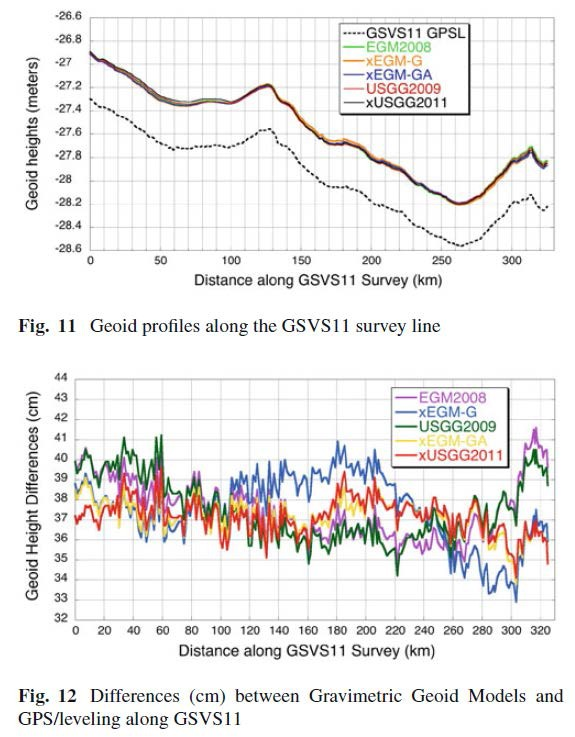 -26.6
-26.8
-27
-27.2
-27.4
-27.6
-27.8
-28
-28.2
-28.4
-28.6
Geoid heights (meters)
GSVS11 GPSL
EGM2008
xEGM-G
xEGM-GA
USGG2009
xUSGG2011
0 50 100 150 200 250 300
Distance along GSVS11 Survey (km)
Fig. 11 Geoid profiles along the GSVS11 survey line
44
43
42
41
40
39
38
37
36
35
34
33
32
Geoid Height Differences (cm)
EGM2008
xEGM-G
USGG2009
xEGM-GA
xUSGG2011
0 20 40 60 80 100 120 140 160 180 200 220 240 260 280 300 320
Distance along GSVS11 Survey (km)
Fig. 12 Differences (cm) between Gravimetric Geoid Models and
GPS/leveling along GSVS11